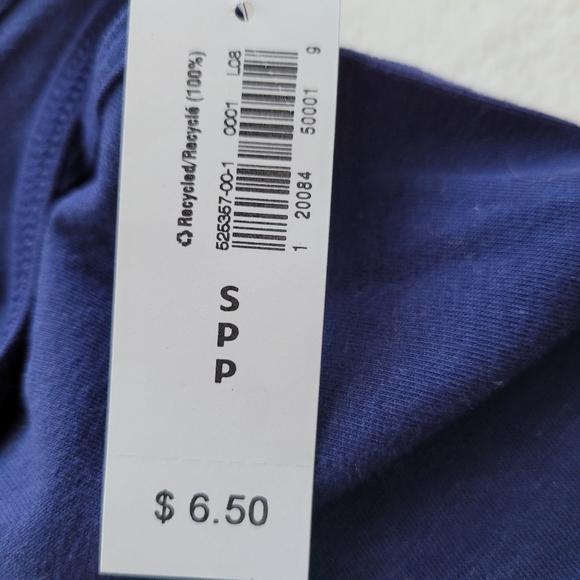 Recycled/Recyclé (100%)
525357-00-1 0001 L08
1 20084 50001 9
S
P
P
$ 6.50